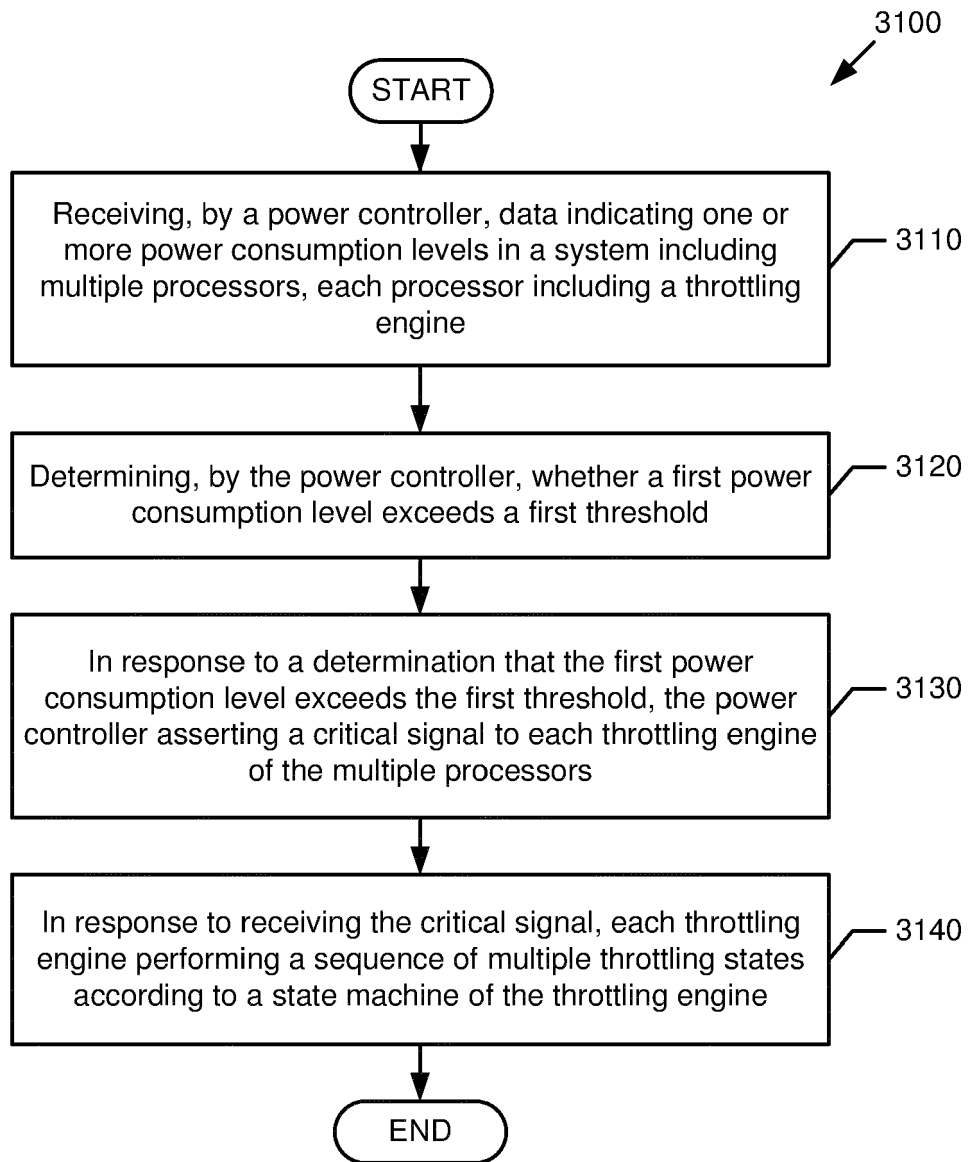 3100
START
Receiving, by a power controller, data indicating one or
more power consumption levels in a system including
multiple processors, each processor including a throttling
engine
3110
Determining, by the power controller, whether a first power
consumption level exceeds a first threshold
3120
In response to a determination that the first power
consumption level exceeds the first threshold, the power
controller asserting a critical signal to each throttling engine
of the multiple processors
3130
In response to receiving the critical signal, each throttling
engine performing a sequence of multiple throttling states
according to a state machine of the throttling engine
3140
END